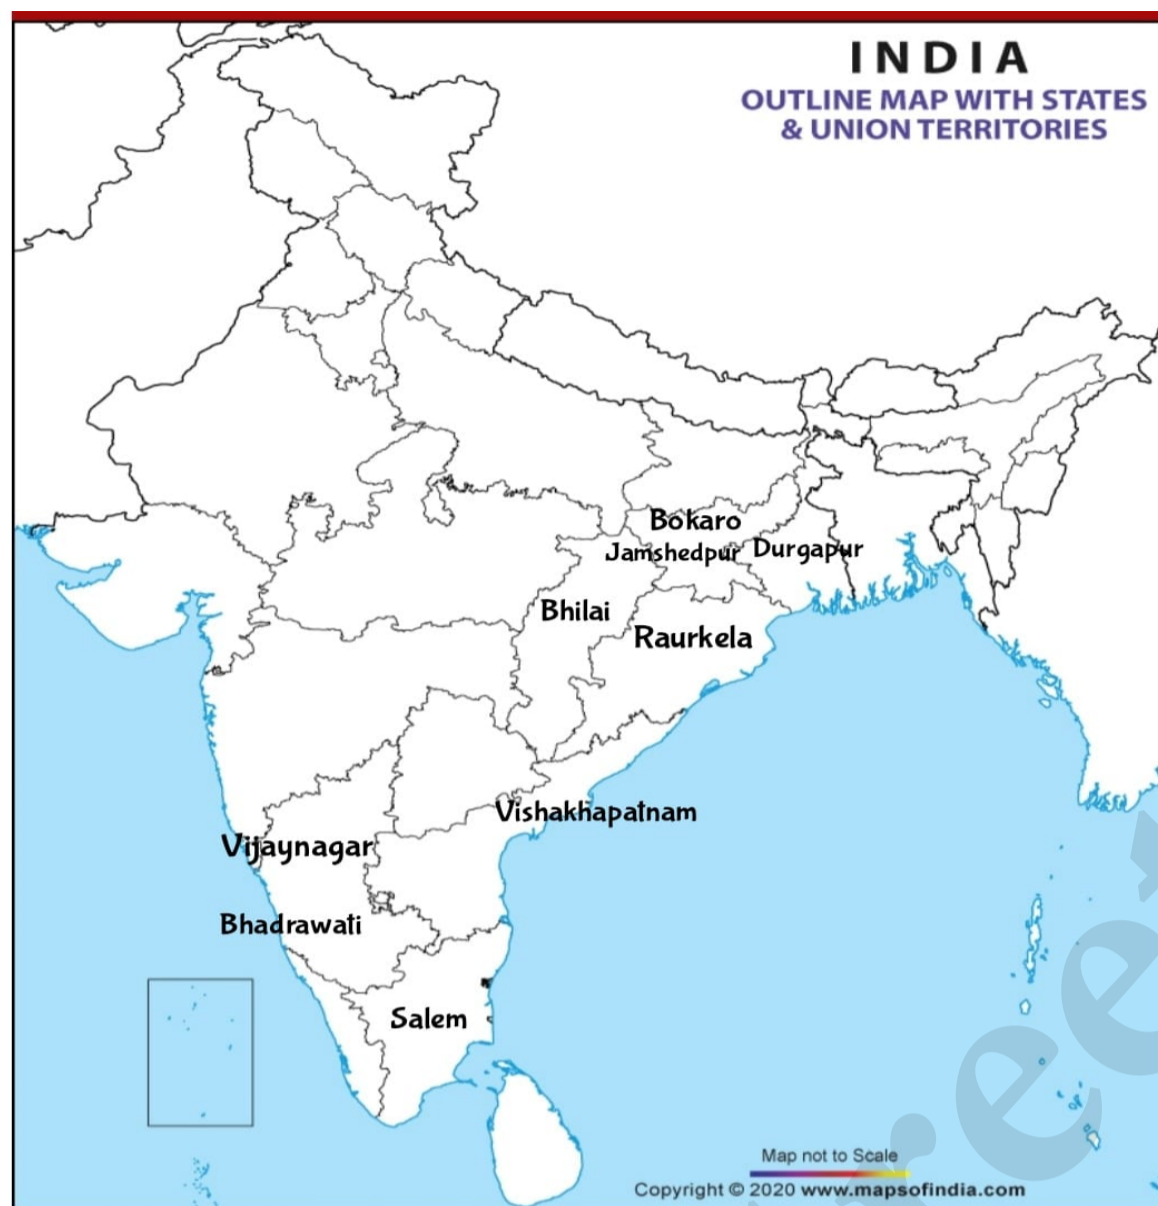 INDIA
OUTLINE MAP WITH STATES
& UNION TERRITORIES
Bokaro
Jamshedpur
Durgapur
Bhilai
Raurkela
Vishakhapatnam
Vijaynagar
Bhadrawati
Salem
Map not to Scale
Copyright © 2020 www.mapsofindia.com